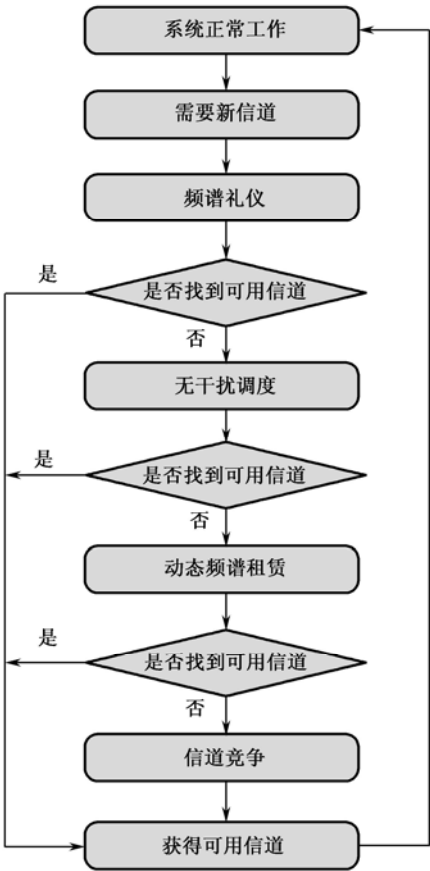 系统正常工作
需要新信道
频谱礼仪
是
是否找到可用信道
否
无干扰调度
是
是否找到可用信道
否
动态频谱租赁
是
是否找到可用信道
否
信道竞争
获得可用信道